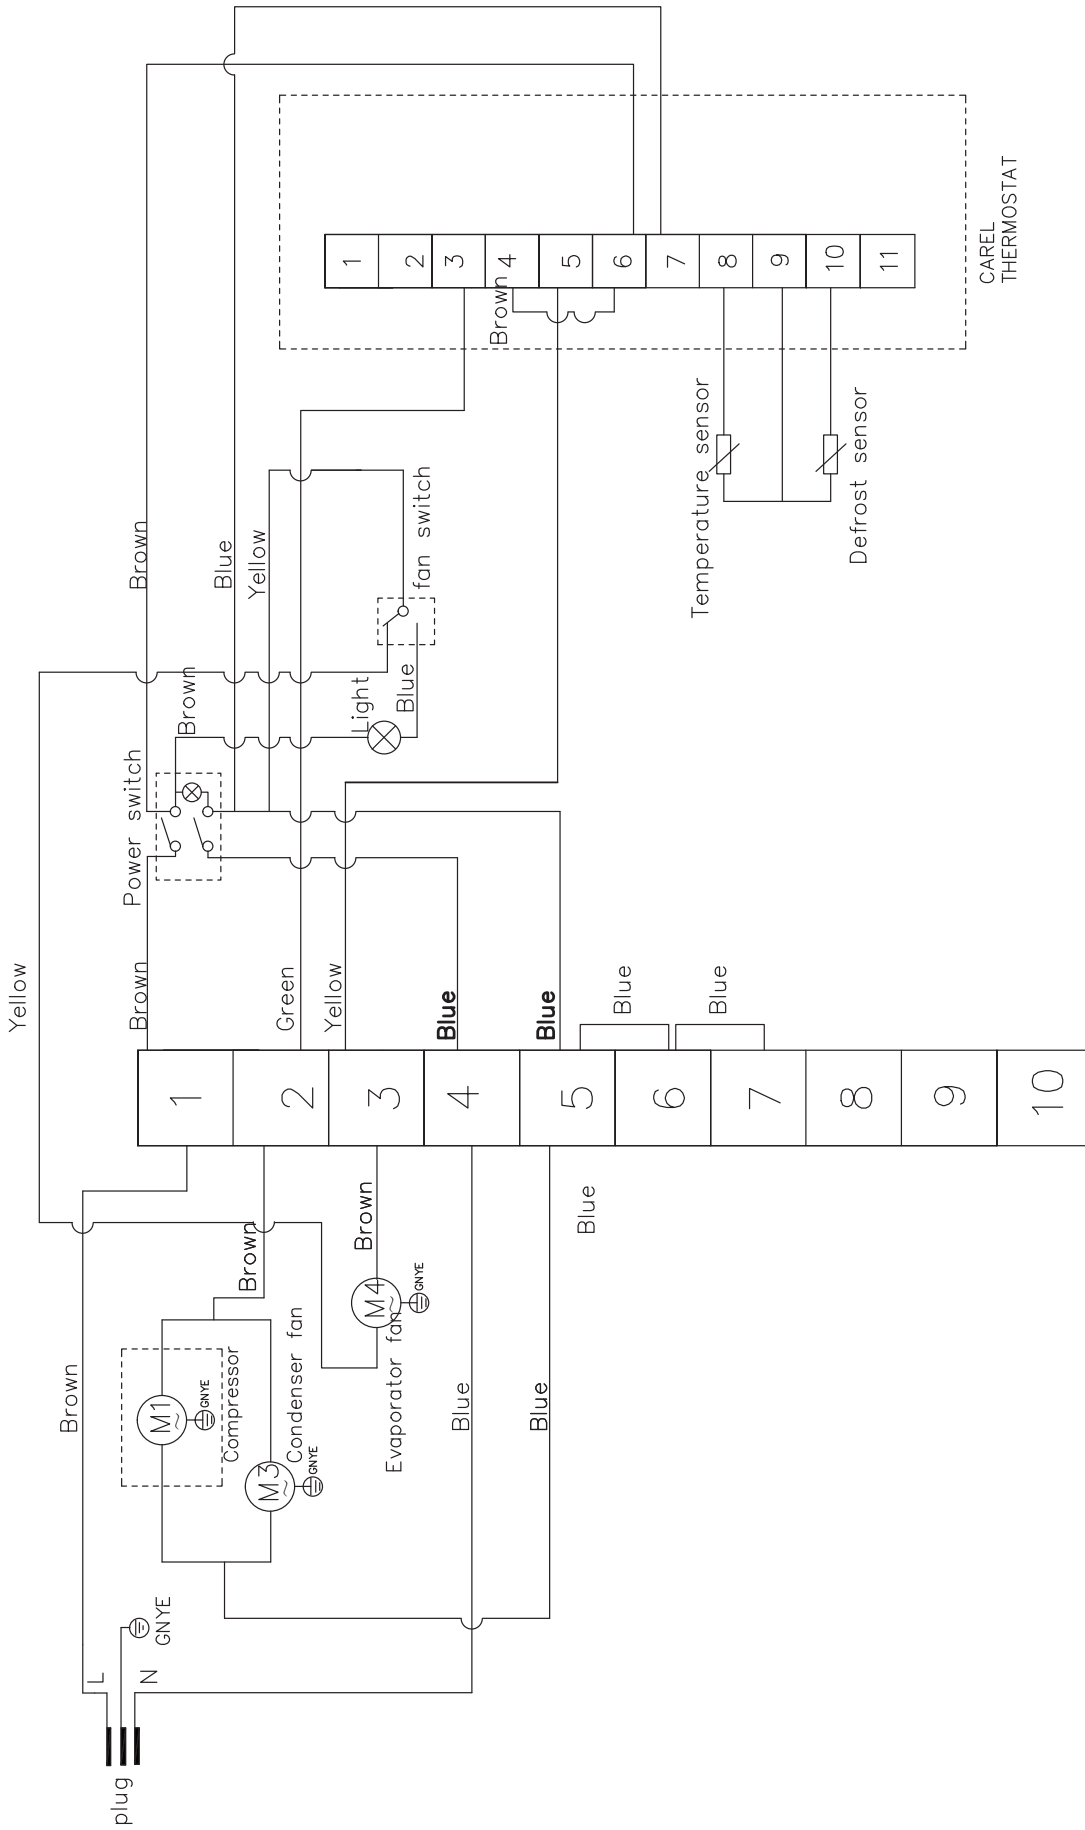 plug
L
N
GNYE
Brown
M1
~
GNYE
Compressor
M3
~
GNYE
Condenser fan
Brown
M4
~
GNYE
Evaporator fan
Brown
Blue
Blue
Blue
1
2
3
4
5
6
7
8
9
10
Yellow
Brown
Green
Yellow
Blue
Blue
Blue
Blue
Power switch
Brown
Light
Blue
fan switch
Brown
Blue
Yellow
Temperature sensor
Defrost sensor
Brown
1
2
3
4
5
6
7
8
9
10
11
CAREL
THERMOSTAT